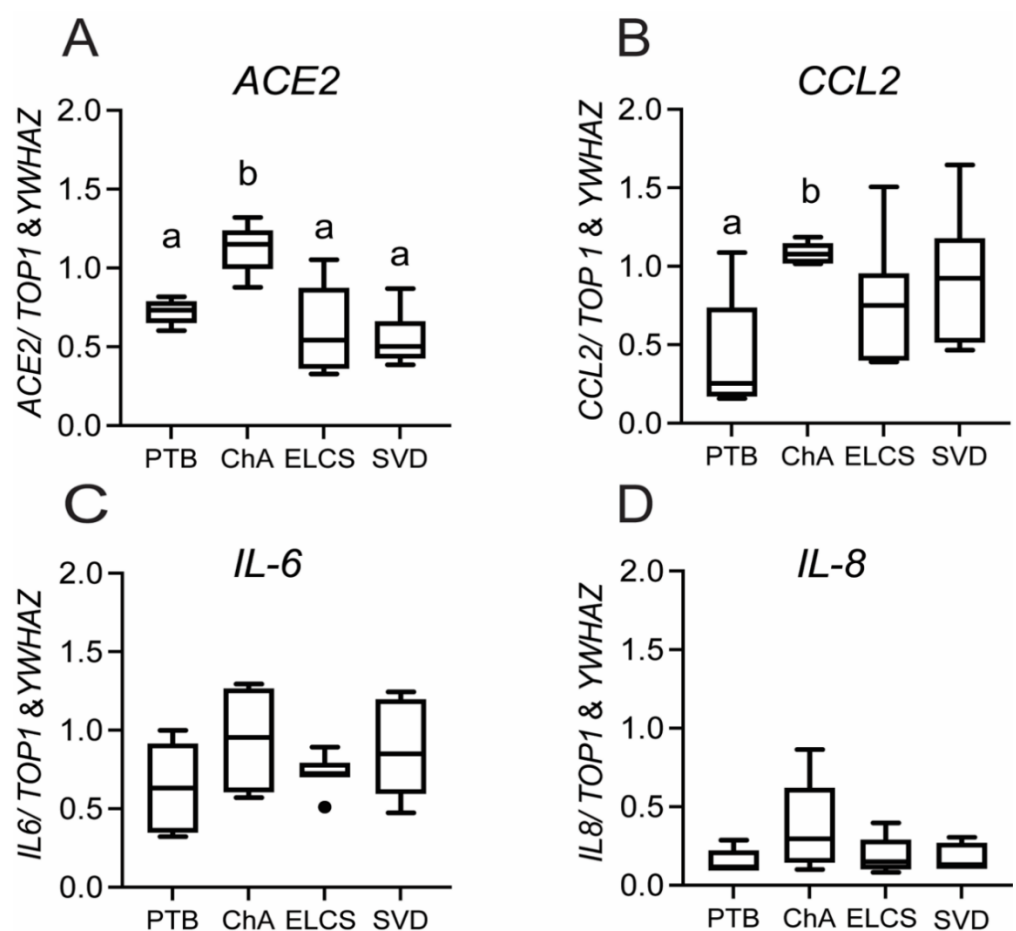 A
ACE2
ACE2/ TOP1 &YWHAZ
2.0
1.5
1.0
0.5
0.0
a
b
a
a
PTB ChA ELCS SVD
B
CCL2
CCL2/ TOP 1 & YWHAZ
2.0
1.5
1.0
0.5
0.0
a
b
PTB ChA ELCS SVD
C
IL-6
IL6/ TOP1 &YWHAZ
2.0
1.5
1.0
0.5
0.0
PTB ChA ELCS SVD
D
IL-8
IL8/ TOP1 & YWHAZ
2.0
1.5
1.0
0.5
0.0
PTB ChA ELCS SVD